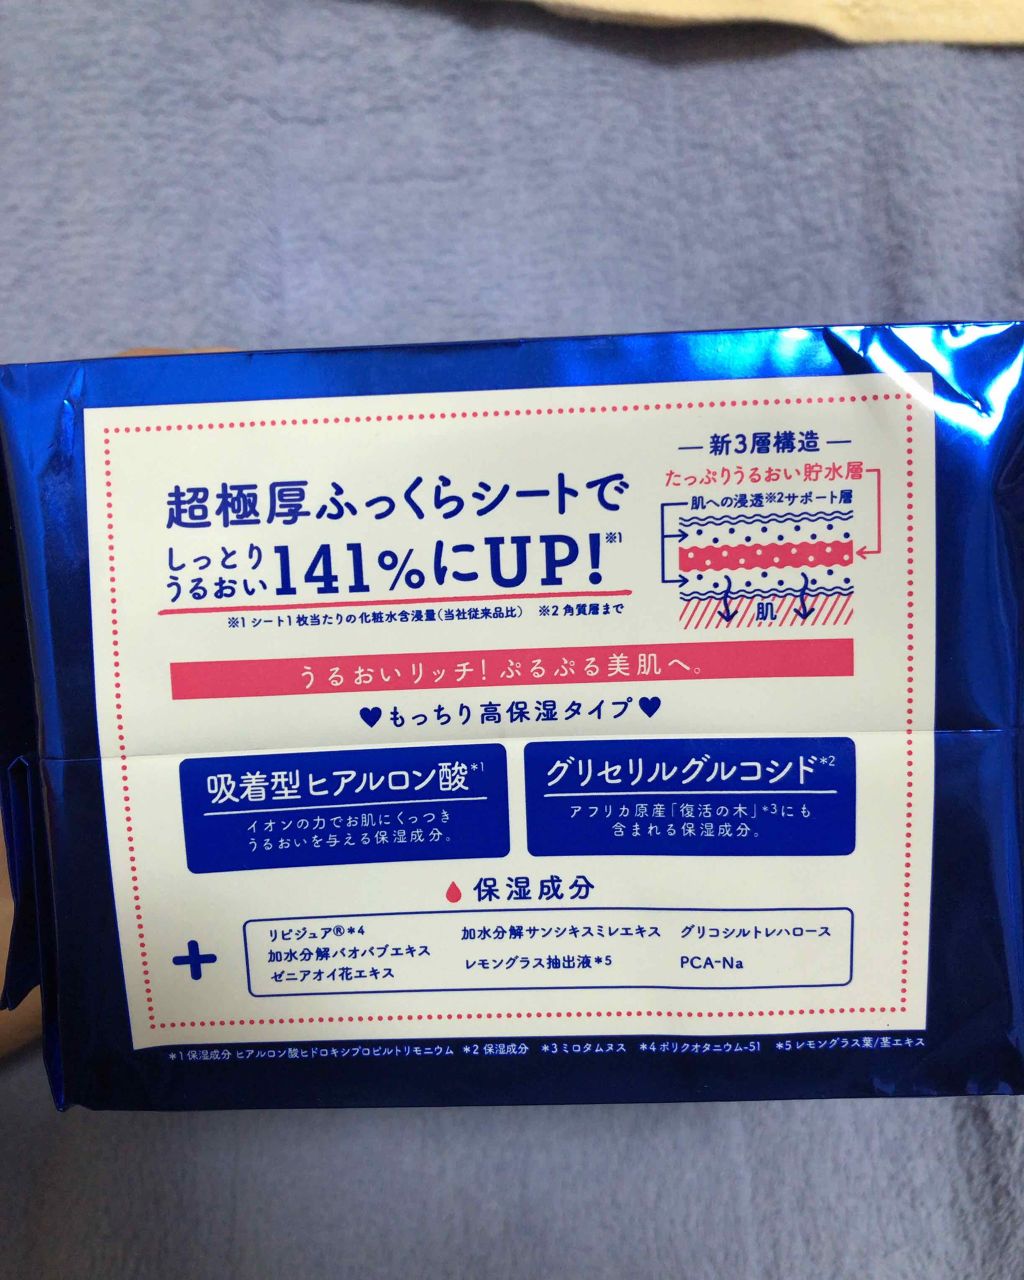 超極厚ふっくらシートで
しっとり
うるおい141%にUP!※1
※1 シート1枚当たりの化粧水含浸量(当社従来品比) ※2 角質層まで
新3層構造
たっぷりうるおい貯水層
肌への浸透※2サポート層
肌
うるおいリッチ!ぷるぷる美肌へ。
♥もっちり高保湿タイプ♥
吸着型ヒアルロン酸*1
イオンの力でお肌にくっつき
うるおいを与える保湿成分。
グリセリルグルコシド*2
アフリカ原産「復活の木」*3にも
含まれる保湿成分。
保湿成分
+
リピジュア®*4 加水分解サンシキスミレエキス グリコシルトレハロース
加水分解バオバブエキス レモングラス抽出液*5 PCA-Na
ゼニアオイ花エキス
*1 保湿成分 ヒアルロン酸ヒドロキシプロピルトリモニウム *2 保湿成分 *3 ミロタムヌス *4 ポリクオタニウム-51 *5 レモングラス葉/茎エキス